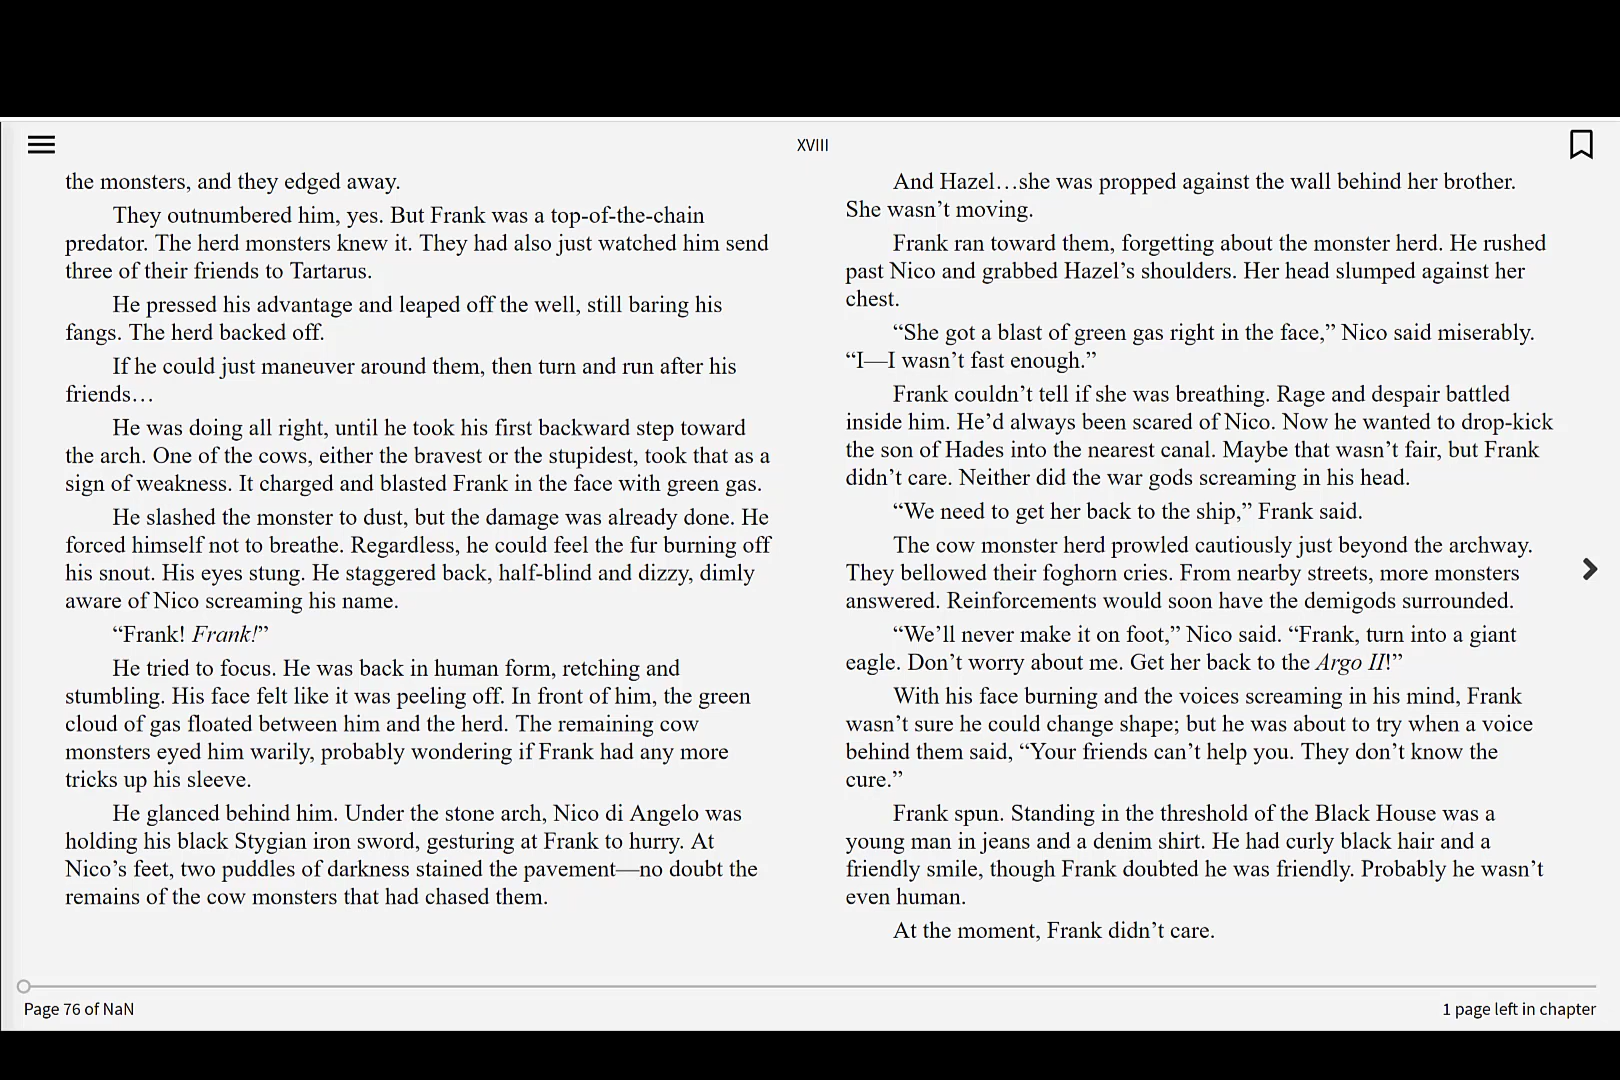 XVIII
the monsters, and they edged away.
They outnumbered him, yes. But Frank was a top-of-the-chain
predator. The herd monsters knew it. They had also just watched him send
three of their friends to Tartarus.
He pressed his advantage and leaped off the well, still baring his
fangs. The herd backed off.
If he could just maneuver around them, then turn and run after his
friends…
He was doing all right, until he took his first backward step toward
the arch. One of the cows, either the bravest or the stupidest, took that as a
sign of weakness. It charged and blasted Frank in the face with green gas.
He slashed the monster to dust, but the damage was already done. He
forced himself not to breathe. Regardless, he could feel the fur burning off
his snout. His eyes stung. He staggered back, half-blind and dizzy, dimly
aware of Nico screaming his name.
“Frank! Frank!”
He tried to focus. He was back in human form, retching and
stumbling. His face felt like it was peeling off. In front of him, the green
cloud of gas floated between him and the herd. The remaining cow
monsters eyed him warily, probably wondering if Frank had any more
tricks up his sleeve.
He glanced behind him. Under the stone arch, Nico di Angelo was
holding his black Stygian iron sword, gesturing at Frank to hurry. At
Nico’s feet, two puddles of darkness stained the pavement—no doubt the
remains of the cow monsters that had chased them.
And Hazel…she was propped against the wall behind her brother.
She wasn’t moving.
Frank ran toward them, forgetting about the monster herd. He rushed
past Nico and grabbed Hazel’s shoulders. Her head slumped against her
chest.
“She got a blast of green gas right in the face,” Nico said miserably.
“I—I wasn’t fast enough.”
Frank couldn’t tell if she was breathing. Rage and despair battled
inside him. He’d always been scared of Nico. Now he wanted to drop-kick
the son of Hades into the nearest canal. Maybe that wasn’t fair, but Frank
didn’t care. Neither did the war gods screaming in his head.
“We need to get her back to the ship,” Frank said.
The cow monster herd prowled cautiously just beyond the archway.
They bellowed their foghorn cries. From nearby streets, more monsters
answered. Reinforcements would soon have the demigods surrounded.
“We’ll never make it on foot,” Nico said. “Frank, turn into a giant
eagle. Don’t worry about me. Get her back to the Argo II!”
With his face burning and the voices screaming in his mind, Frank
wasn’t sure he could change shape; but he was about to try when a voice
behind them said, “Your friends can’t help you. They don’t know the
cure.”
Frank spun. Standing in the threshold of the Black House was a
young man in jeans and a denim shirt. He had curly black hair and a
friendly smile, though Frank doubted he was friendly. Probably he wasn’t
even human.
At the moment, Frank didn’t care.
Page 76 of NaN
1 page left in chapter